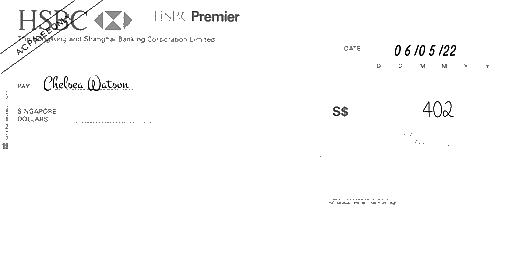 HSBC HSBC Premier
The Hongkong and Shanghai Banking Corporation Limited
A/C PAYEE ONLY
DATE 06/05/22
D D M M Y Y
PAY Chelsea Watson
SINGAPORE
DOLLARS
S$ 402